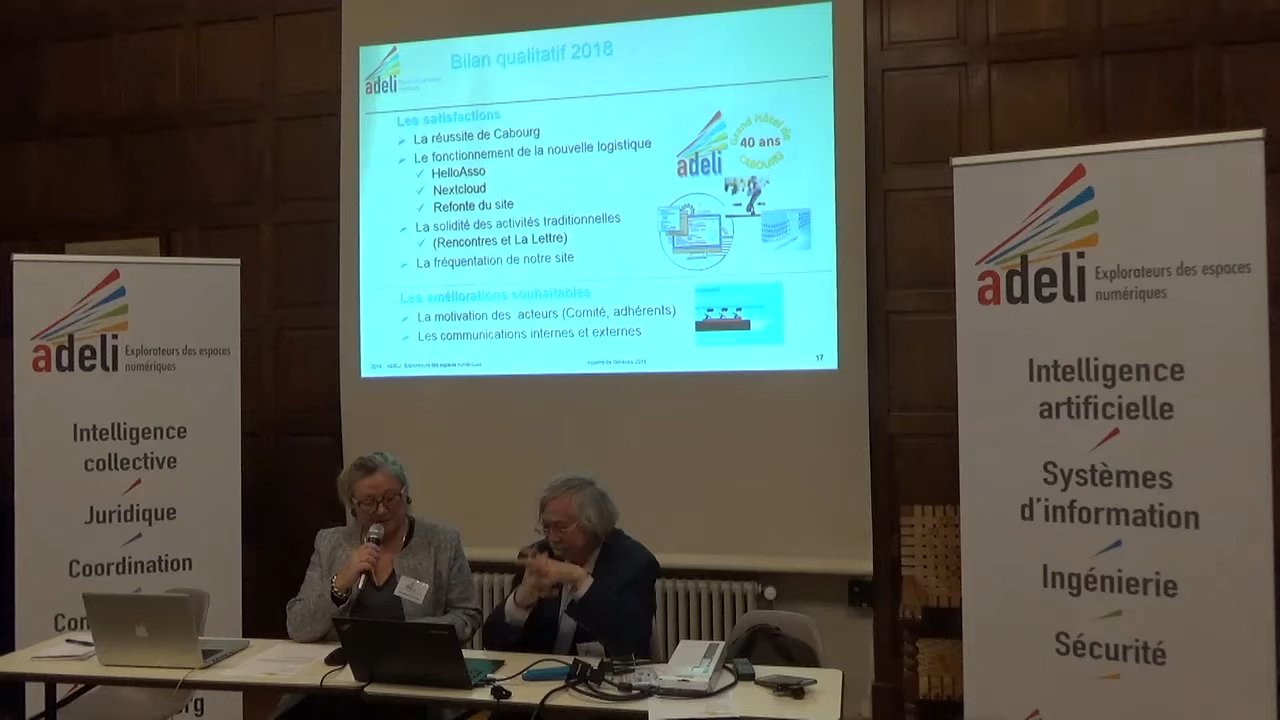 Bilan qualitatif 2018
adeli
Les satisfactions
La réussite de Cabourg
Le fonctionnement de la nouvelle logistique
HelloAsso
Nextcloud
Refonte du site
La solidité des activités traditionnelles
(Rencontres et La Lettre)
La fréquentation de notre site
Les améliorations souhaitables
La motivation des acteurs (Comité, adhérents)
Les communications internes et externes
adeli
Grand Hôtel de
40 ans
CABOURG
17
adeli
Explorateurs des espaces
numériques
Intelligence
collective
Juridique
Coordination
adeli
Explorateurs des espaces
numériques
Intelligence
artificielle
Systèmes
d'information
Ingénierie
Sécurité